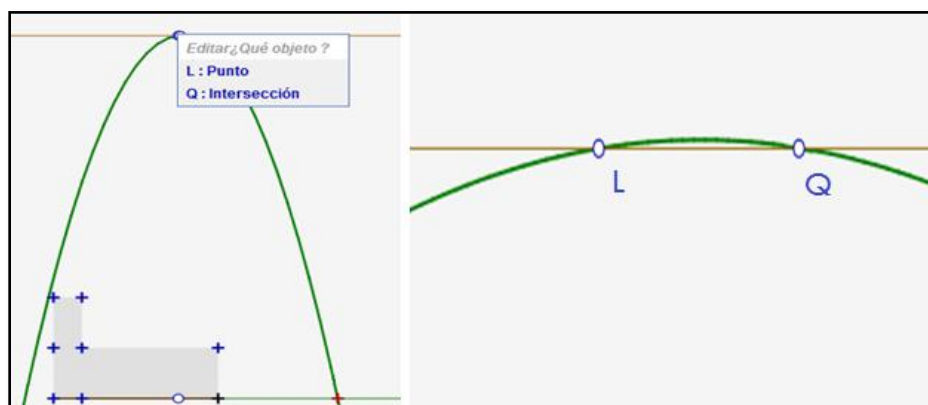 Editar¿Qué objeto ?
L : Punto
Q : Intersección
L
Q